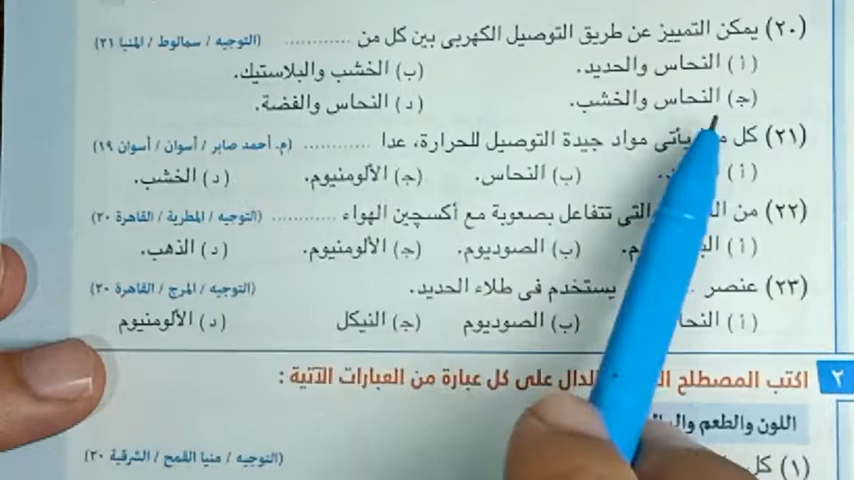 (٢٠) يمكن التمييز عن طريق التوصيل الكهربى بين كل من ............ (التوجيه / سمالوط / المنيا ٢١)
(أ) النحاس والحديد. (ب) الخشب والبلاستيك.
(جـ) النحاس والخشب. (د) النحاس والفضة.
(٢١) كل يأتى مواد جيدة التوصيل للحرارة، عدا ............ (م. أحمد صابر / أسوان / أسوان ١٩)
(أ) (ب) النحاس. (جـ) الألومنيوم. (د) الخشب.
(٢٢) من والتى تتفاعل بصعوبة مع أكسجين الهواء ............ (التوجيه / المطرية / القاهرة ٢٠)
(أ) (ب) الصوديوم. (جـ) الألومنيوم. (د) الذهب.
(٢٣) عنصر يستخدم فى طلاء الحديد. (التوجيه / المرج / القاهرة ٢٠)
(أ) (ب) الصوديوم (جـ) النيكل (د) الألومنيوم
٢ اكتب المصطلح الدال على كل عبارة من العبارات الآتية :
اللون والطعم
(١) كل (التوجيه / منيا القمح / الشرقية ٢٠)